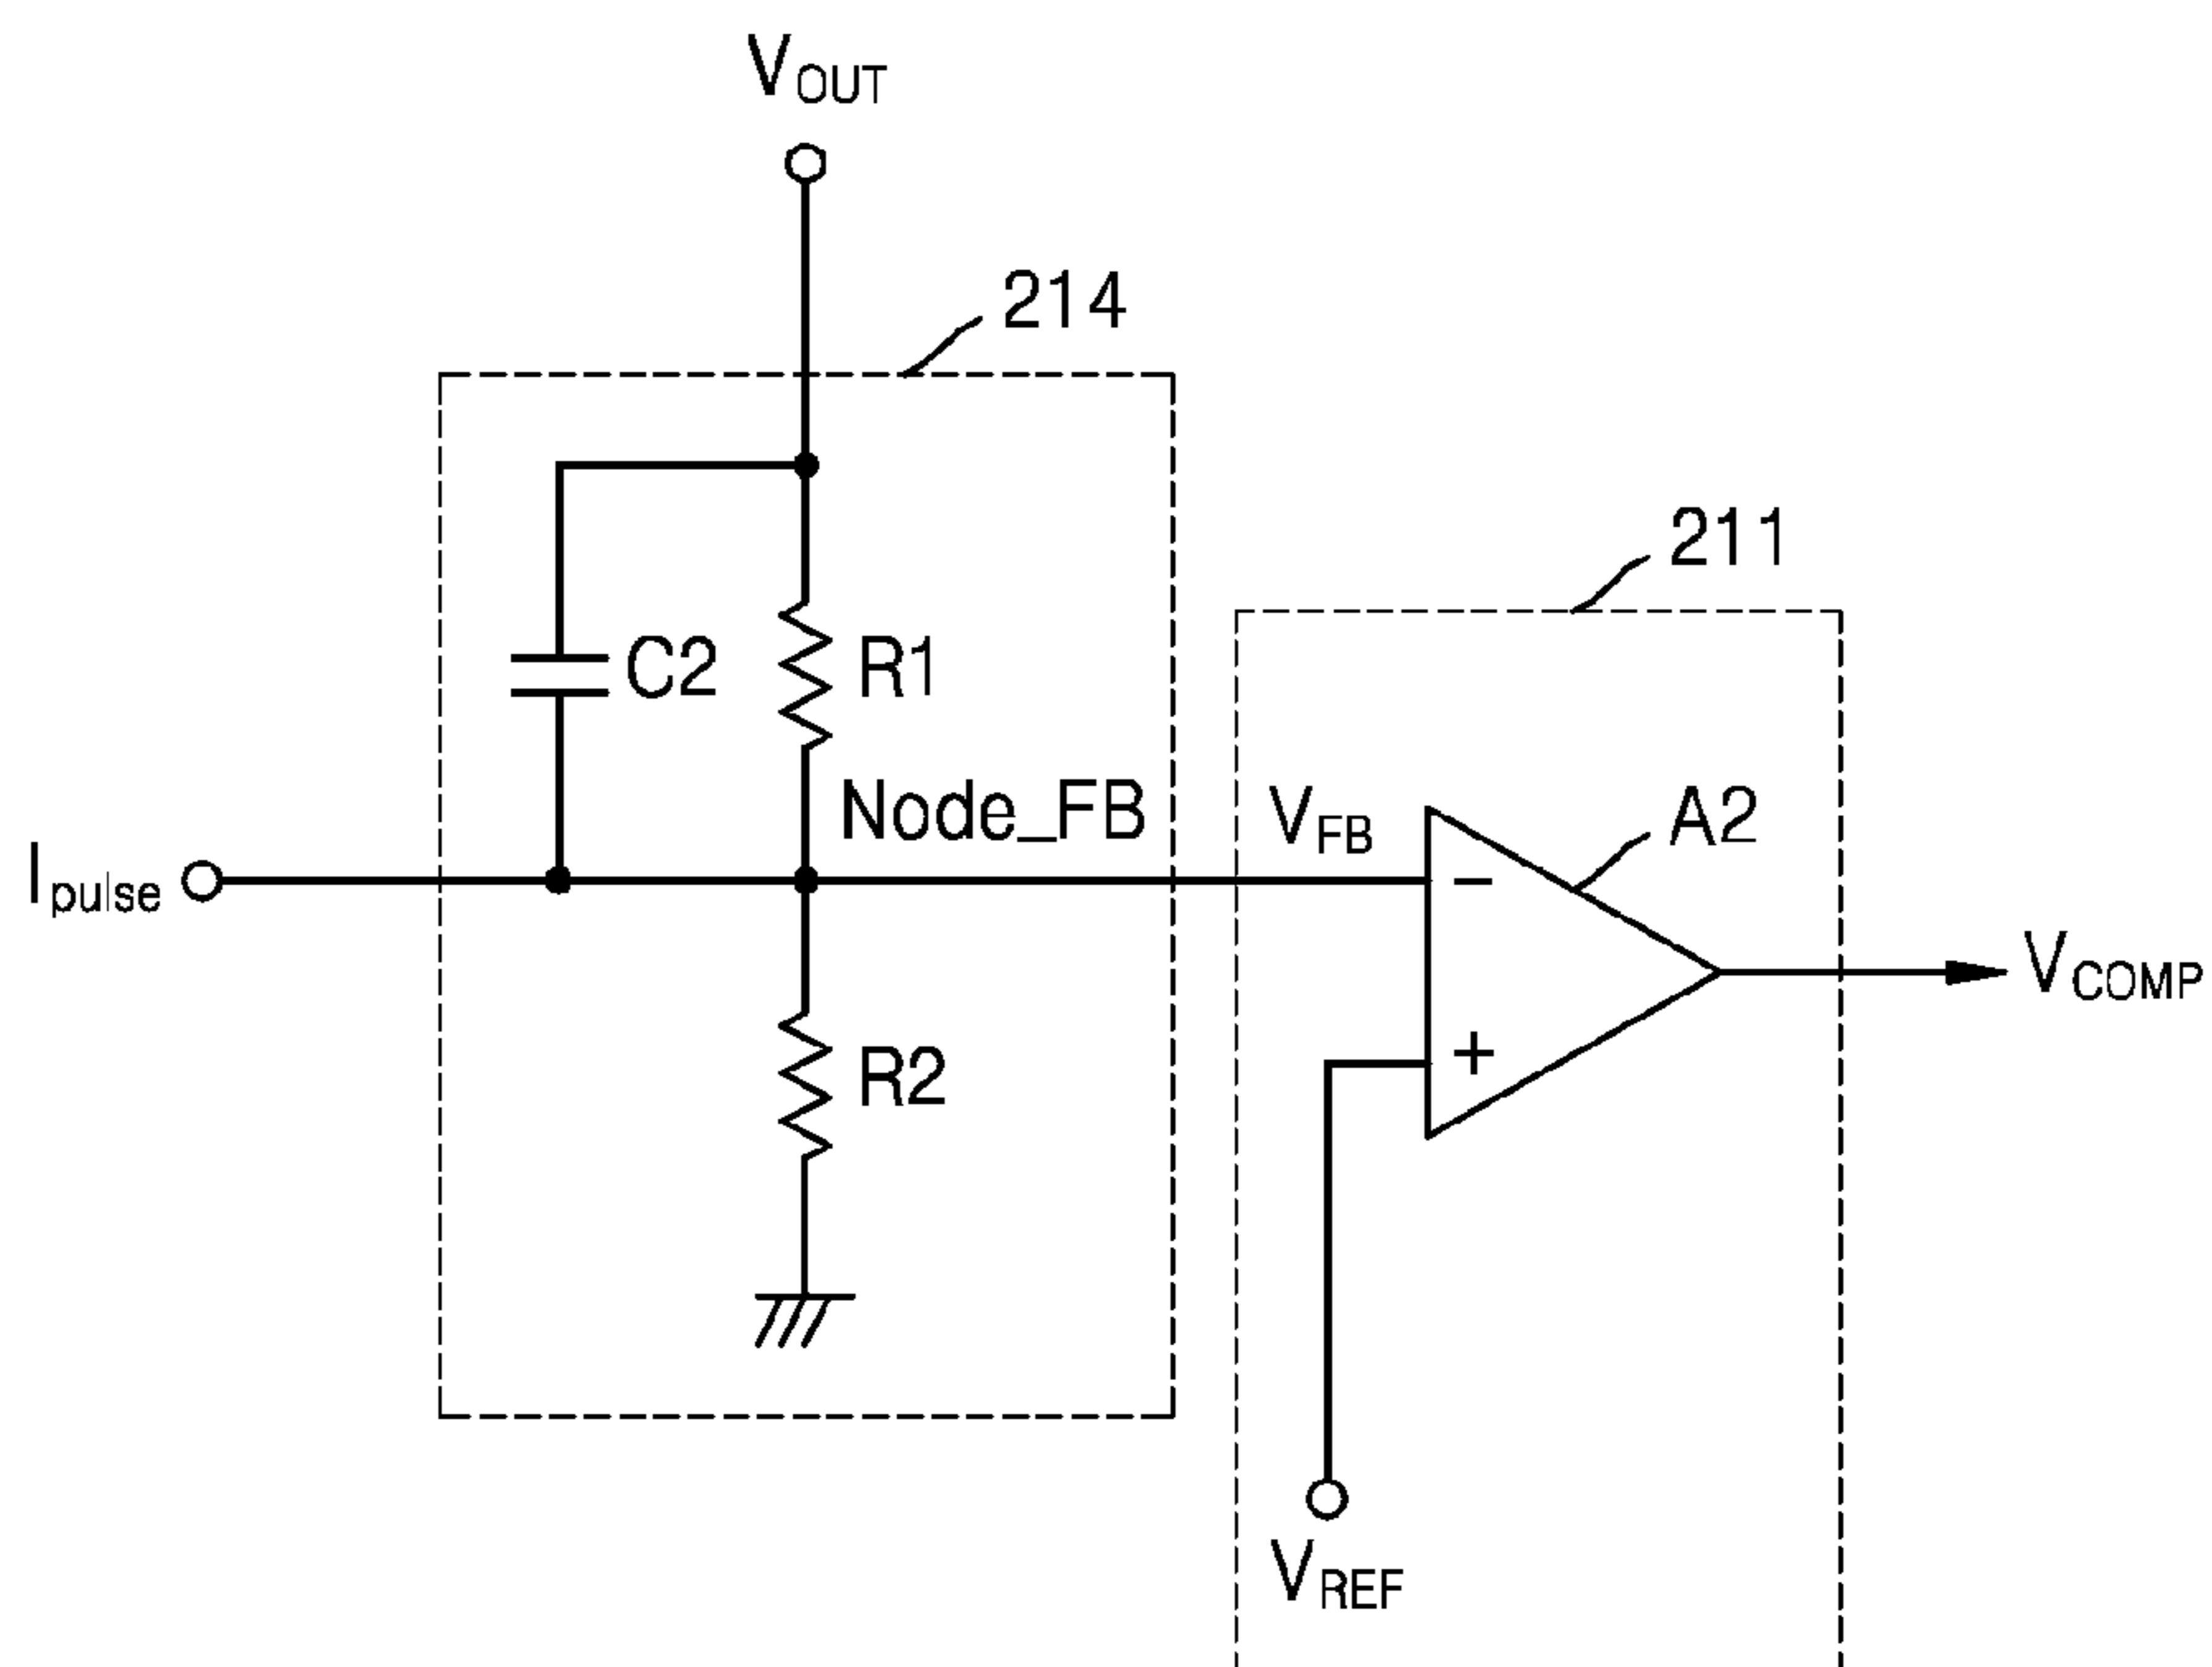 VOUT
214
211
C2
R1
Node_FB
VFB
A2
Ipulse
−
VCOMP
+
R2
VREF